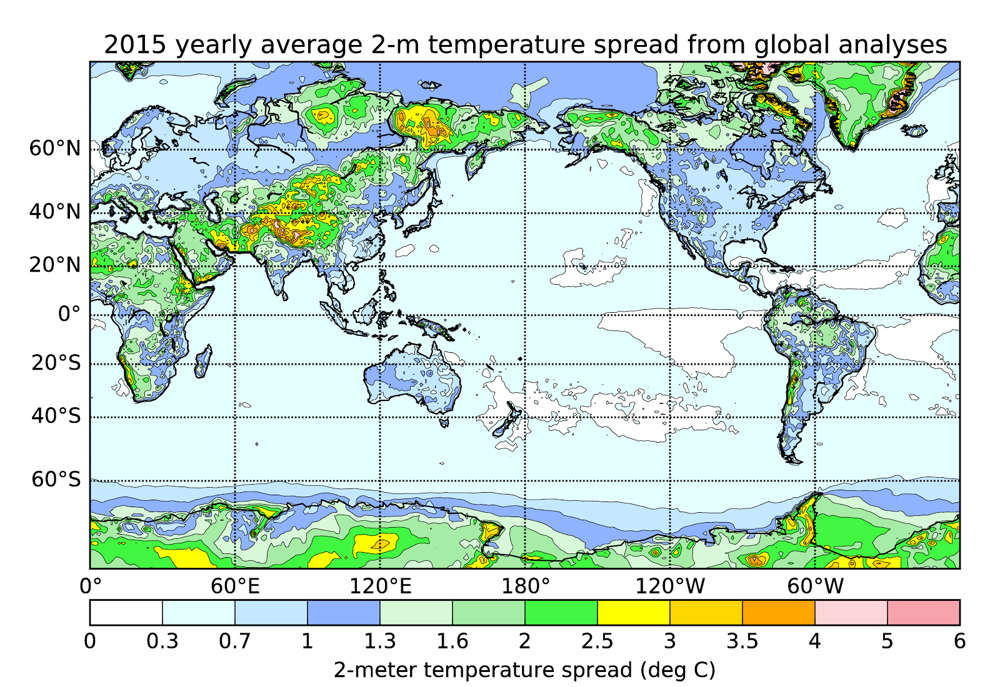 2015 yearly average 2-m temperature spread from global analyses
60°N
40°N
20°N
0°
20°S
40°S
60°S
0° 60°E 120°E 180° 120°W 60°W
0 0.3 0.7 1 1.3 1.6 2 2.5 3 3.5 4 5 6
2-meter temperature spread (deg C)